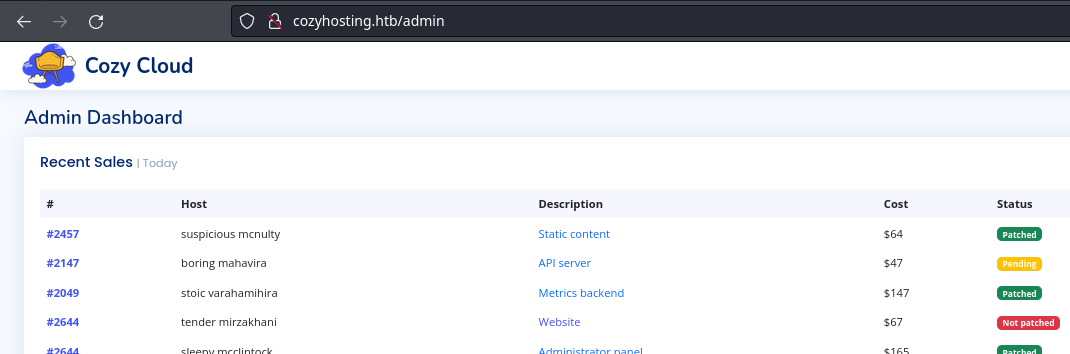 cozyhosting.htb/admin
Cozy Cloud
Admin Dashboard
Recent Sales | Today
# Host Description Cost Status
#2457 suspicious mcnulty Static content $64 Patched
#2147 boring mahavira API server $47 Pending
#2049 stoic varahamihira Metrics backend $147 Patched
#2644 tender mirzakhani Website $67 Not patched
#2644 sleepy mcclintock Administrator panel $165 Patched